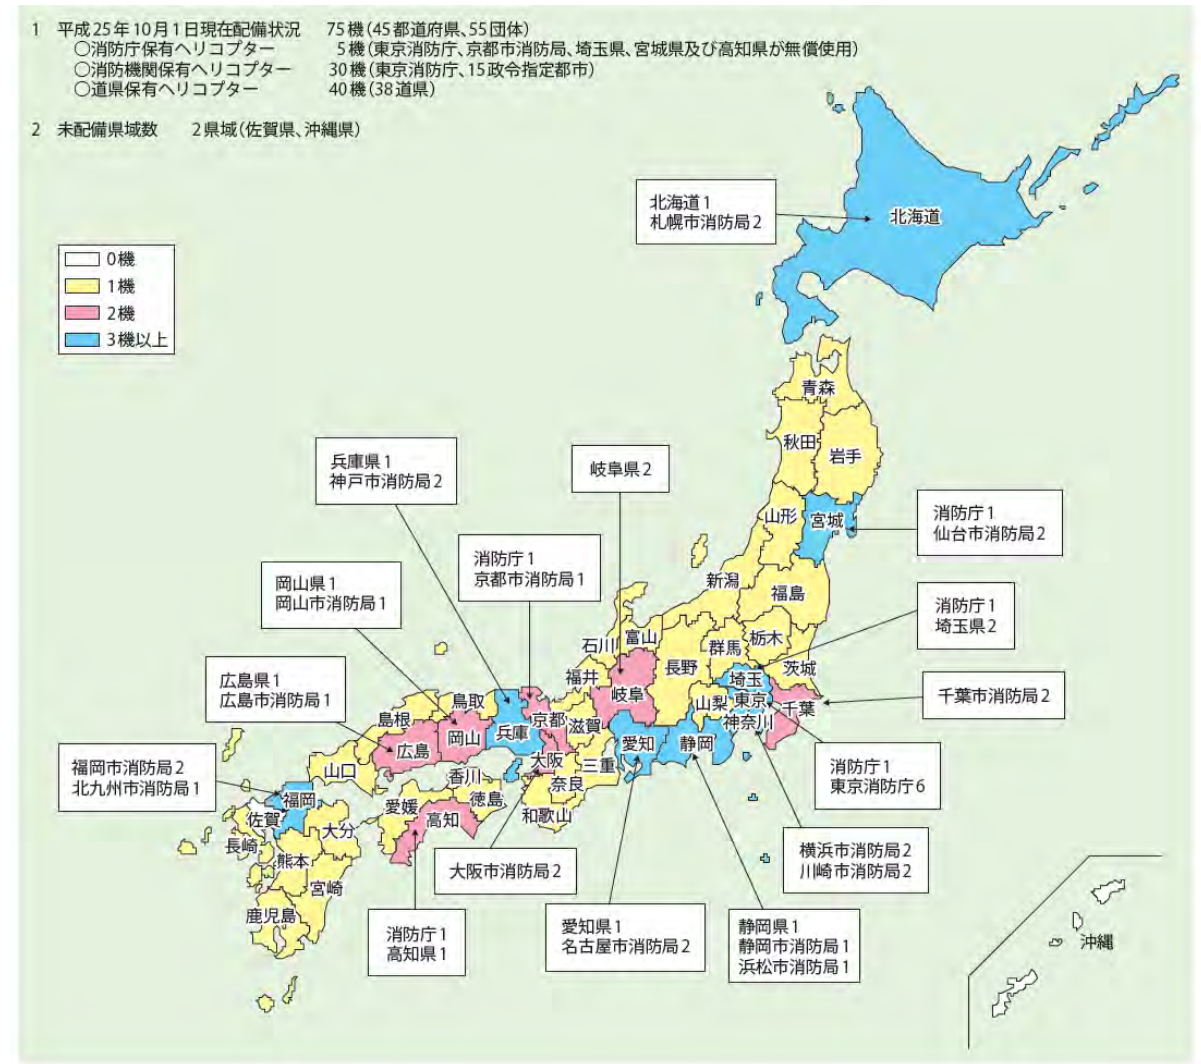 1 平成25年10月1日現在配備状況 75機(45都道府県、55団体)
○消防庁保有ヘリコプター 5機(東京消防庁、京都市消防局、埼玉県、宮城県及び高知県が無償使用)
○消防機関保有ヘリコプター 30機(東京消防庁、15政令指定都市)
○道県保有ヘリコプター 40機(38道県)
2 未配備県域数 2県域(佐賀県、沖縄県)
0機
1機
2機
3機以上
北海道1
札幌市消防局2
北海道
青森
秋田
岩手
兵庫県1
神戸市消防局2
岐阜県2
山形
宮城
消防庁1
仙台市消防局2
消防庁1
京都市消防局1
岡山県1
岡山市消防局1
新潟
福島
消防庁1
埼玉県2
石川
富山
群馬
栃木
長野
茨城
福井
岐阜
埼玉
広島県1
広島市消防局1
千葉市消防局2
鳥取
島根
京都
滋賀
山梨
東京
千葉
神奈川
岡山
兵庫
広島
愛知
静岡
福岡市消防局2
北九州市消防局1
山口
大阪
三重
奈良
香川
徳島
和歌山
消防庁1
東京消防庁6
福岡
佐賀
大分
愛媛
高知
長崎
熊本
宮崎
鹿児島
大阪市消防局2
横浜市消防局2
川崎市消防局2
消防庁1
高知県1
愛知県1
名古屋市消防局2
静岡県1
静岡市消防局1
浜松市消防局1
沖縄